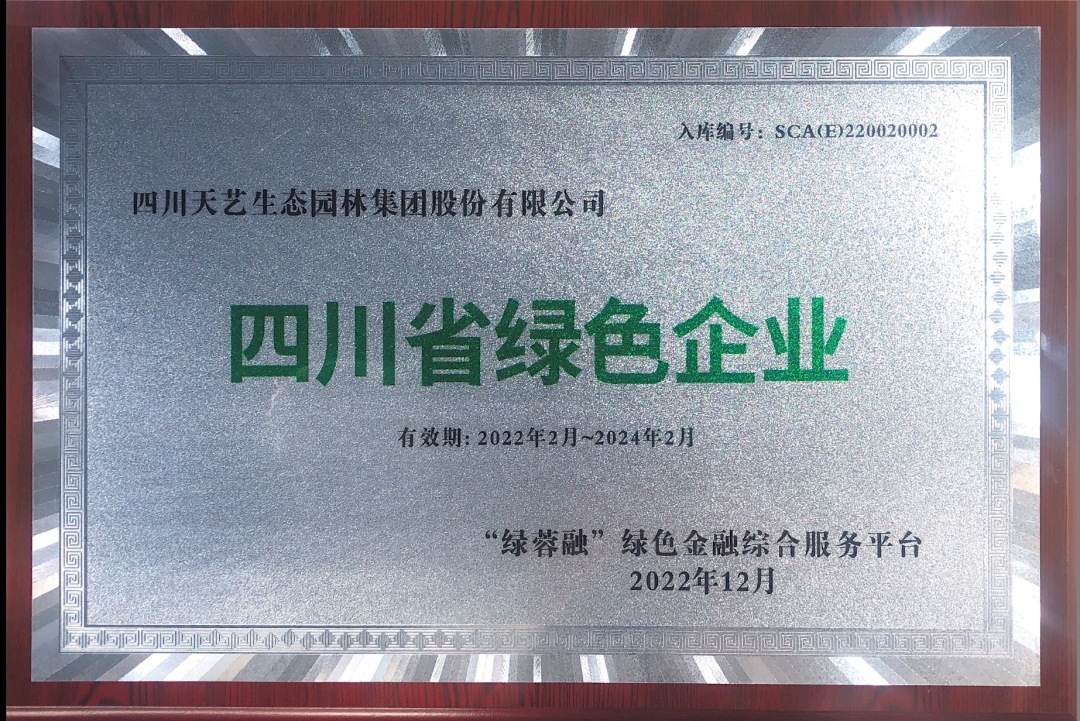 入库编号：SCA(E)220020002
四川天艺生态园林集团股份有限公司
四川省绿色企业
有效期: 2022年2月~2024年2月
“绿蓉融”绿色金融综合服务平台
2022年12月